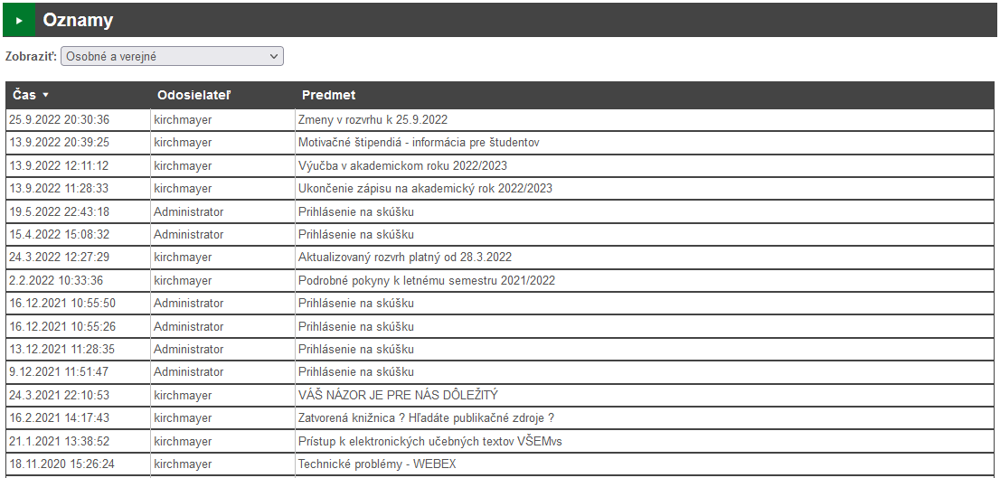 Oznamy
Zobraziť: Osobné a verejné
Čas Odosielateľ Predmet
25.9.2022 20:30:36 kirchmayer Zmeny v rozvrhu k 25.9.2022
13.9.2022 20:39:25 kirchmayer Motivačné štipendiá - informácia pre študentov
13.9.2022 12:11:12 kirchmayer Výučba v akademickom roku 2022/2023
13.9.2022 11:28:33 kirchmayer Ukončenie zápisu na akademický rok 2022/2023
19.5.2022 22:43:18 Administrator Prihlásenie na skúšku
15.4.2022 15:08:32 Administrator Prihlásenie na skúšku
24.3.2022 12:27:29 kirchmayer Aktualizovaný rozvrh platný od 28.3.2022
2.2.2022 10:33:36 kirchmayer Podrobné pokyny k letnému semestru 2021/2022
16.12.2021 10:55:50 Administrator Prihlásenie na skúšku
16.12.2021 10:55:26 Administrator Prihlásenie na skúšku
13.12.2021 11:28:35 Administrator Prihlásenie na skúšku
9.12.2021 11:51:47 Administrator Prihlásenie na skúšku
24.3.2021 22:10:53 kirchmayer VÁŠ NÁZOR JE PRE NÁS DÔLEŽITÝ
16.2.2021 14:17:43 kirchmayer Zatvorená knižnica ? Hľadáte publikačné zdroje ?
21.1.2021 13:38:52 kirchmayer Prístup k elektronických učebných textov VŠEMvs
18.11.2020 15:26:24 kirchmayer Technické problémy - WEBEX